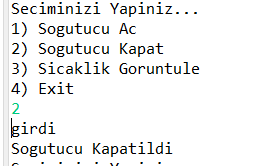 Seciminizi Yapiniz...
1) Sogutucu Ac
2) Sogutucu Kapat
3) Sicaklik Goruntule
4) Exit
2
girdi
Sogutucu Kapatildi